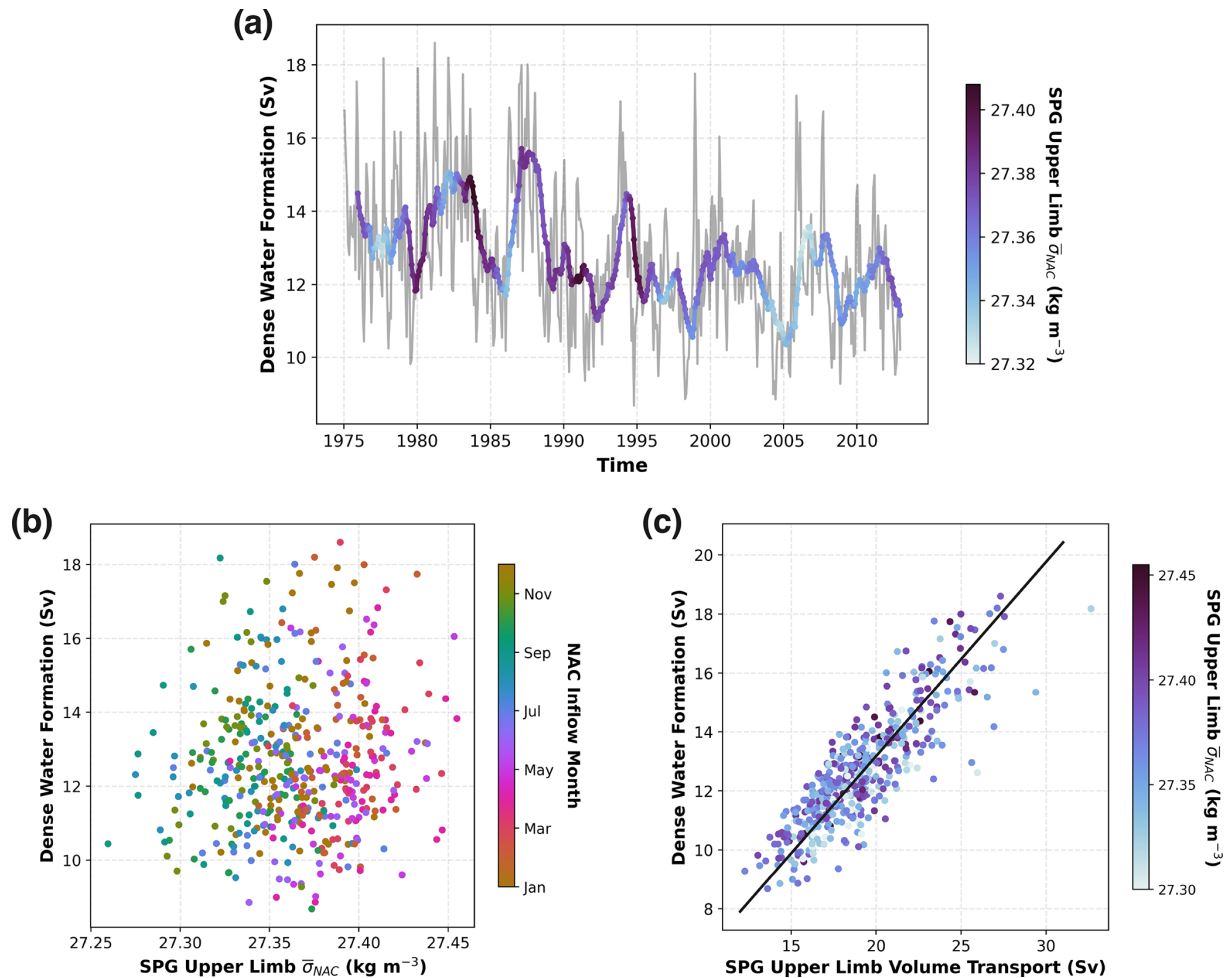 (a)
Dense Water Formation (Sv)
18
16
14
12
10
1975 1980 1985 1990 1995 2000 2005 2010
Time
27.40
27.38
27.36
27.34
27.32
SPG Upper Limb σ̅_NAC (kg m⁻³)
(b)
Dense Water Formation (Sv)
18
16
14
12
10
27.25 27.30 27.35 27.40 27.45
SPG Upper Limb σ̅_NAC (kg m⁻³)
Nov
Sep
Jul
May
Mar
Jan
NAC Inflow Month
(c)
Dense Water Formation (Sv)
20
18
16
14
12
10
8
15 20 25 30
SPG Upper Limb Volume Transport (Sv)
27.45
27.40
27.35
27.30
SPG Upper Limb σ̅_NAC (kg m⁻³)